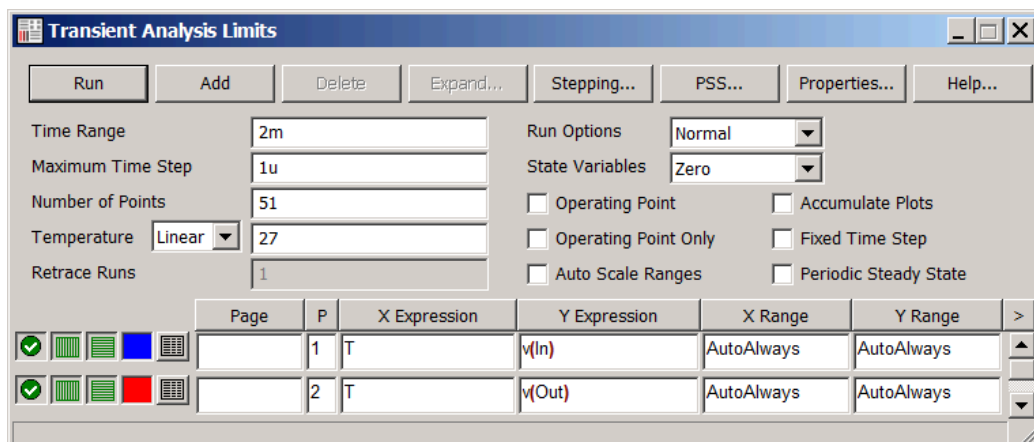 Transient Analysis Limits
Run Add Delete Expand... Stepping... PSS... Properties... Help...
Time Range 2m Run Options Normal
Maximum Time Step 1u State Variables Zero
Number of Points 51 Operating Point Accumulate Plots
Temperature Linear 27 Operating Point Only Fixed Time Step
Retrace Runs 1 Auto Scale Ranges Periodic Steady State
Page P X Expression Y Expression X Range Y Range >
1 T v(In) AutoAlways AutoAlways
2 T v(Out) AutoAlways AutoAlways